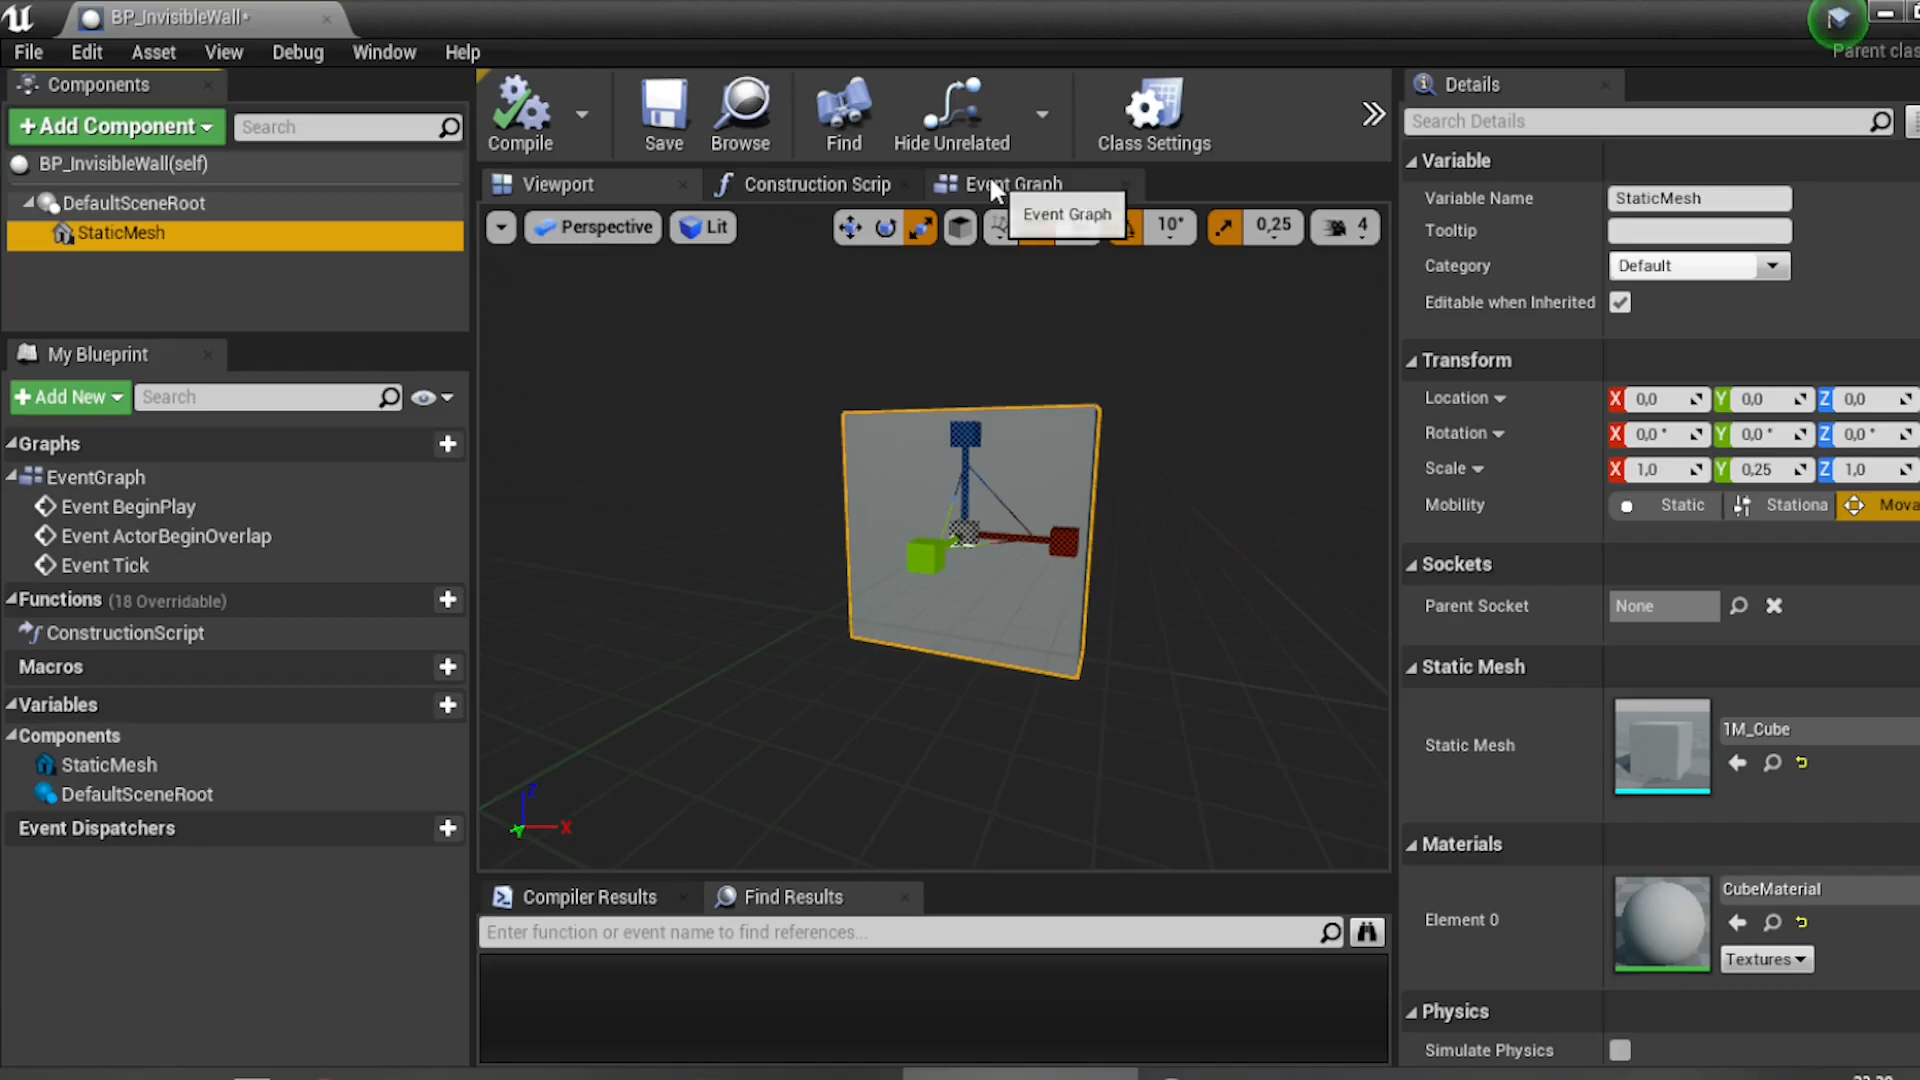 BP_InvisibleWall*
File Edit Asset View Debug Window Help
Parent clas
Components
+Add Component
Search
BP_InvisibleWall(self)
DefaultSceneRoot
StaticMesh
My Blueprint
+Add New
Search
Graphs
EventGraph
Event BeginPlay
Event ActorBeginOverlap
Event Tick
Functions (18 Overridable)
ConstructionScript
Macros
Variables
Components
StaticMesh
DefaultSceneRoot
Event Dispatchers
Compile
Save
Browse
Find
Hide Unrelated
Class Settings
Viewport
Construction Scrip
Event Graph
Event Graph
Perspective
Lit
10°
0,25
4
Z
X
Compiler Results
Find Results
Enter function or event name to find references...
Details
Search Details
Variable
Variable Name StaticMesh
Tooltip
Category Default
Editable when Inherited
Transform
Location X 0,0 Y 0,0 Z 0,0
Rotation X 0,0 ° Y 0,0 ° Z 0,0 °
Scale X 1,0 Y 0,25 Z 1,0
Mobility Static Stationa Mova
Sockets
Parent Socket None
Static Mesh
Static Mesh 1M_Cube
Materials
Element 0 CubeMaterial
Textures
Physics
Simulate Physics